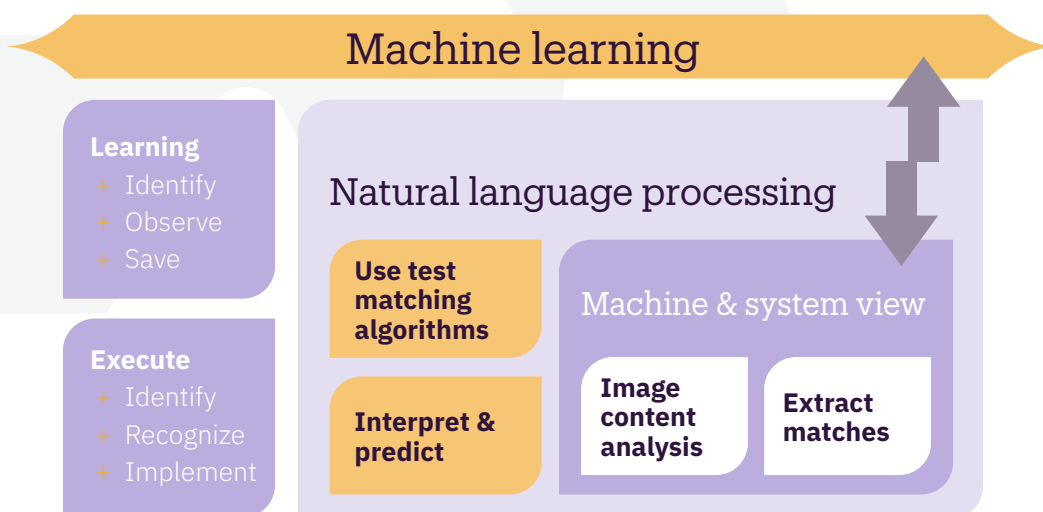 Machine learning
Learning
+ Identify
+ Observe
+ Save
Execute
+ Identify
+ Recognize
+ Implement
Natural language processing
Use test
matching
algorithms
Interpret &
predict
Machine & system view
Image
content
analysis
Extract
matches